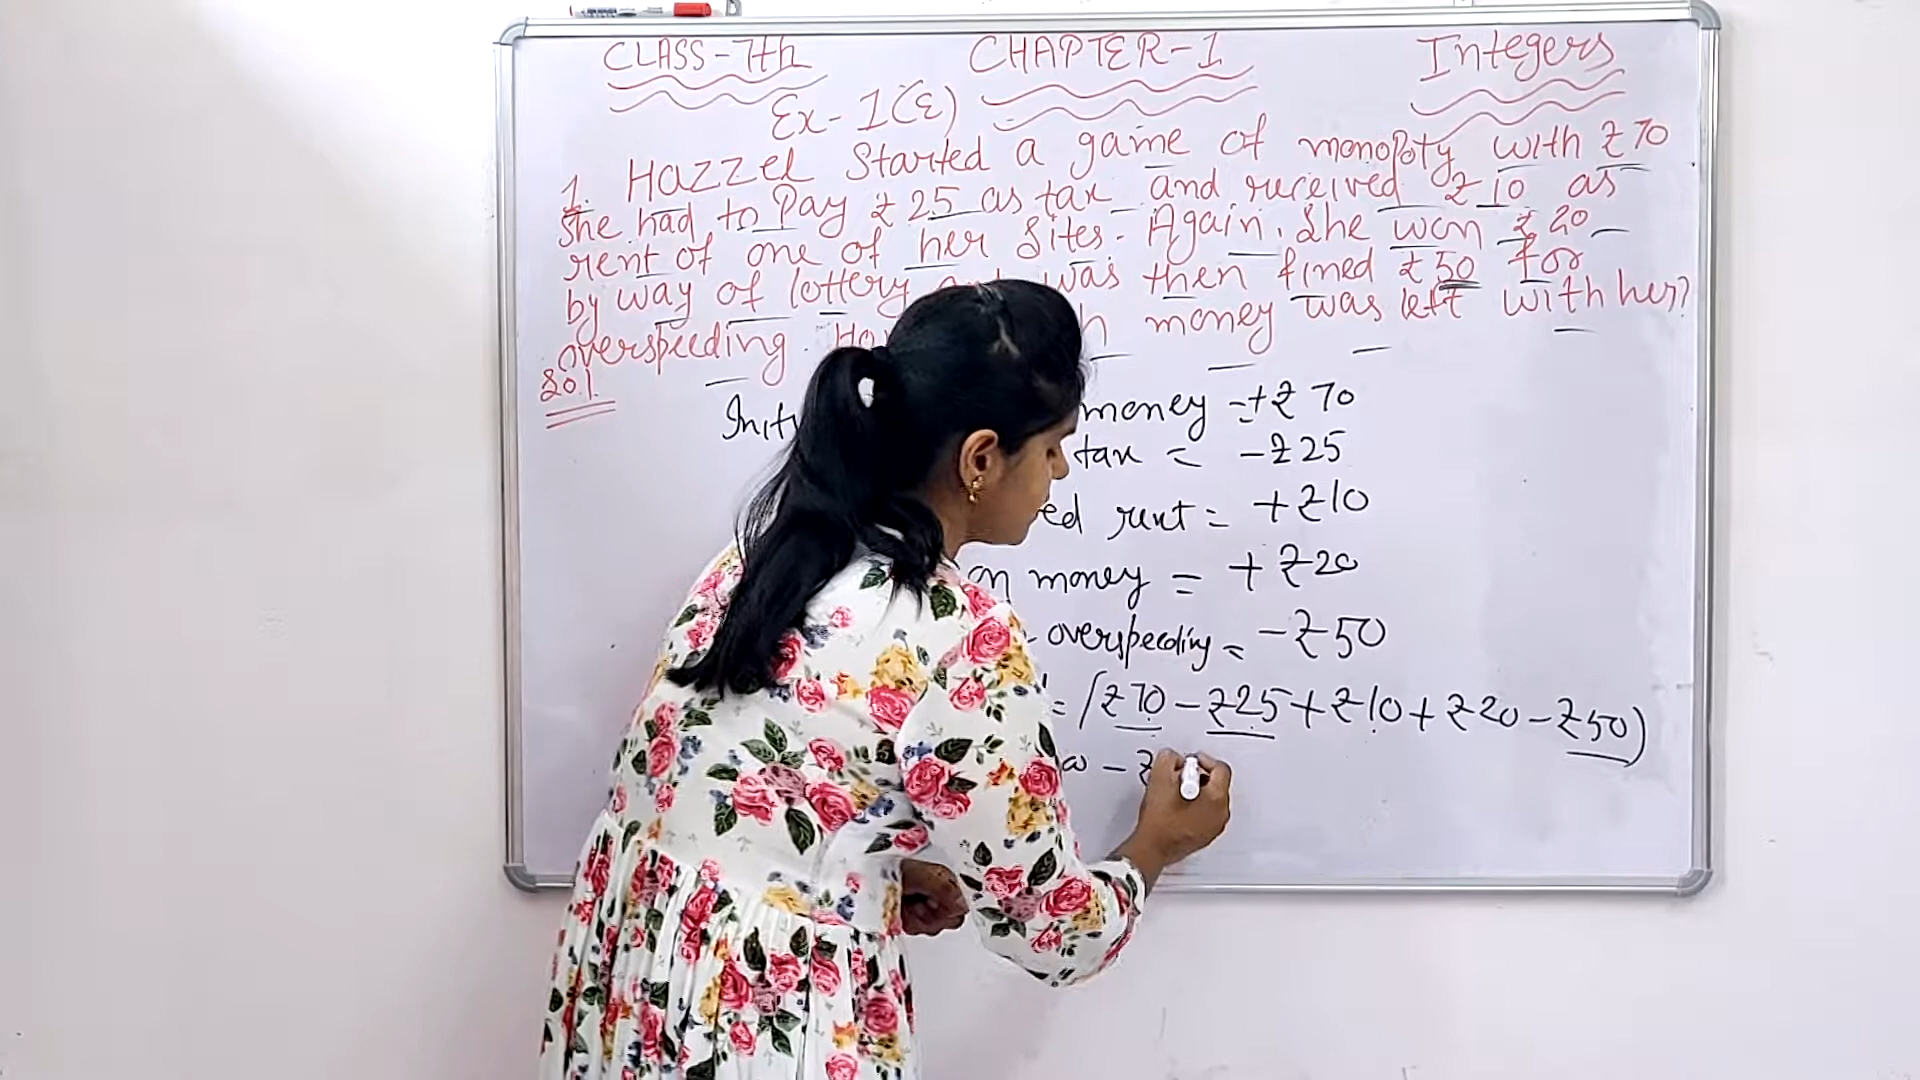 CLASS-7th CHAPTER-1 Integers
Ex-1(E)
1. Hazzel Started a game of monopoty with ₹70
She had to Pay ₹25 as tax and received ₹10 as
rent of one of her sites. Again, She won ₹20
by way of lottery was then fined ₹50 for
overspeeding. money was left with her?
Sol.
money =+₹70
tax = -₹25
rent = +₹10
money = +₹20
overspeeding = -₹50
= (₹70-₹25+₹10+₹20-₹50)